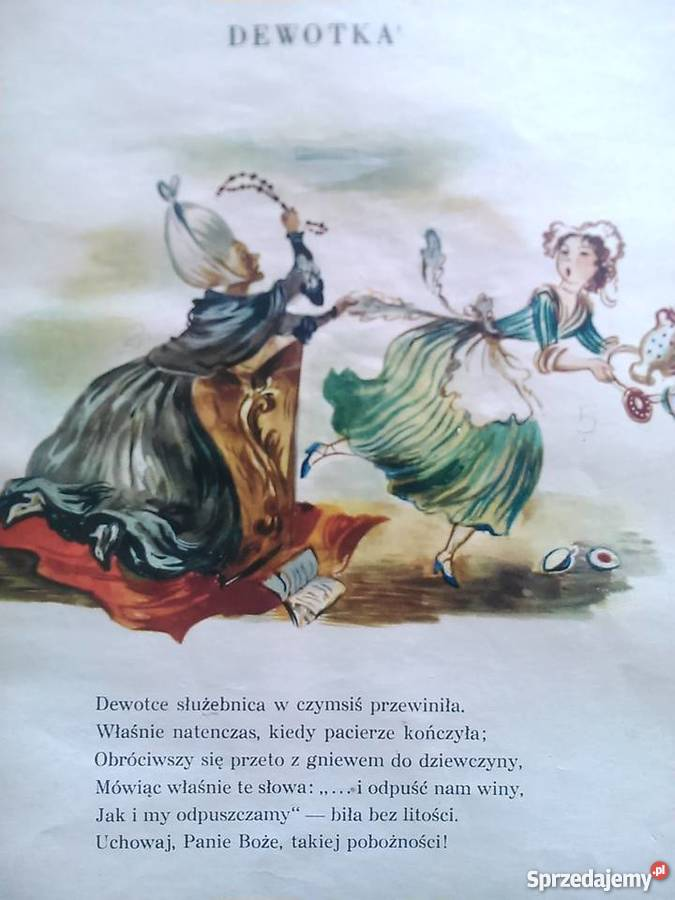 DEWOTKA¹
Dewotce służebnica w czymsiś przewiniła.
Właśnie natenczas, kiedy pacierze kończyła;
Obróciwszy się przeto z gniewem do dziewczyny,
Mówiąc właśnie te słowa: „...i odpuść nam winy,
Jak i my odpuszczamy“ — biła bez litości.
Uchowaj, Panie Boże, takiej pobożności!
Sprzedajemy.pl